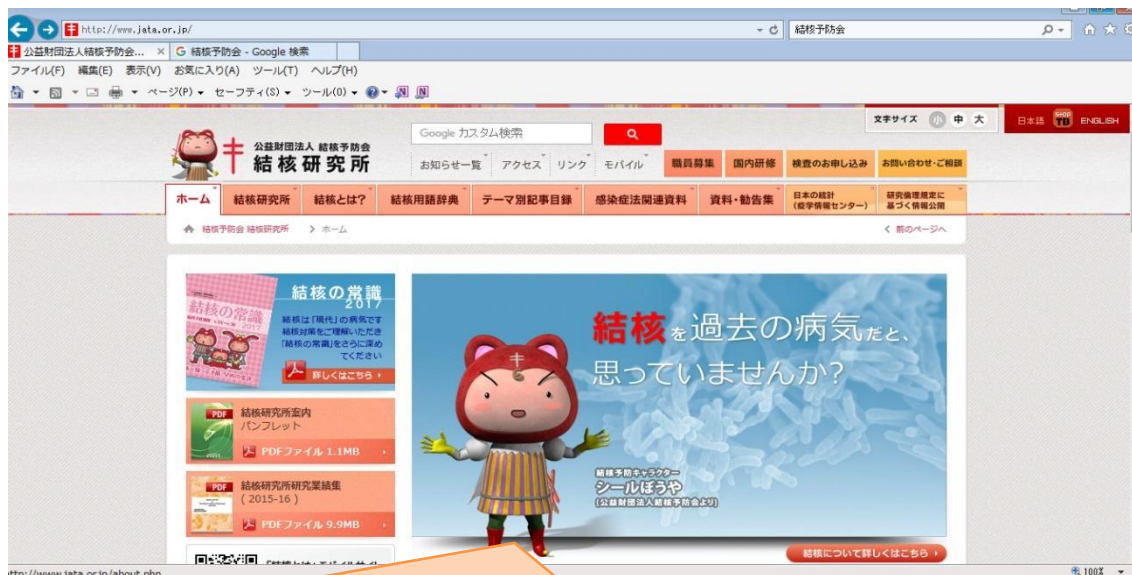 http://www.jata.or.jp/
結核予防会
公益財団法人結核予防会...
結核予防会 - Google 検索
ファイル(F) 編集(E) 表示(V) お気に入り(A) ツール(T) ヘルプ(H)
ページ(P) セーフティ(S) ツール(O)
文字サイズ 小 中 大
日本語 SHOP TB ENGLISH
公益財団法人 結核予防会
結核研究所
Google カスタム検索
お知らせ一覧 アクセス リンク モバイル 職員募集 国内研修 検査のお申し込み お問い合わせ・ご相談
ホーム 結核研究所 結核とは? 結核用語辞典 テーマ別記事目録 感染症法関連資料 資料・勧告集
日本の統計
(疫学情報センター)
研究倫理規定に
基づく情報公開
結核予防会 結核研究所 > ホーム
前のページへ
結核の常識
2017
結核は「現代」の病気です
結核対策をご理解いただき
「結核の常識」をさらに深め
てください
詳しくはこちら
結核の常識
2017
PDF 結核研究所案内
パンフレット
PDFファイル 1.1MB
PDF 結核研究所研究業績集
( 2015-16 )
PDFファイル 9.9MB
結核を過去の病気だと、
思っていませんか?
結核予防キャラクター
シールぼうや
(公益財団法人結核予防会より)
結核について詳しくはこちら
http://www.jata.or.jp/about.php
100%